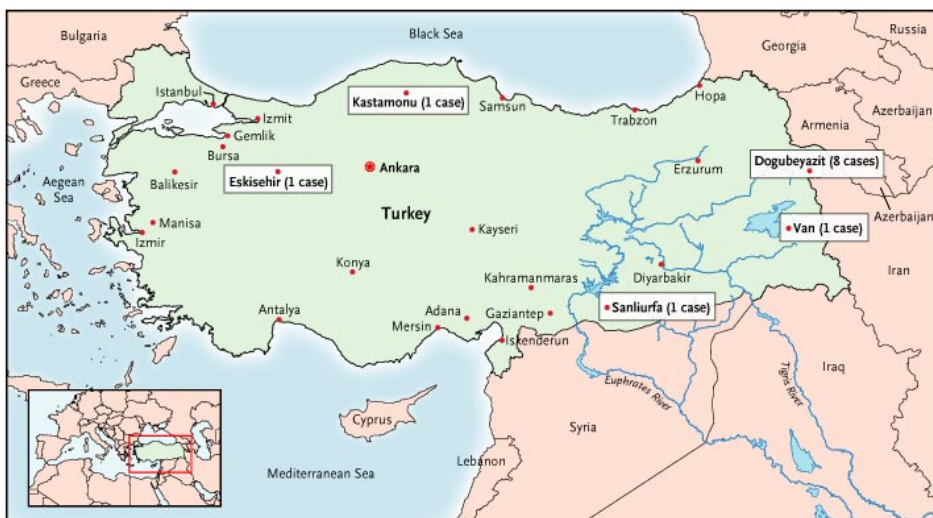 Bulgaria
Black Sea
Georgia
Russia
Greece
Istanbul
Kastamonu (1 case)
Samsun
Hopa
Azerbaijan
Izmit
Trabzon
Armenia
Gemlik
Bursa
Dogubeyazit (8 cases)
Erzurum
Ankara
Balikesir
Eskisehir (1 case)
Aegean
Sea
Turkey
Azerbaijan
Manisa
Kayseri
Van (1 case)
Izmir
Iran
Konya
Kahramanmaras
Diyarbakir
Antalya
Adana
Gaziantep
Sanliurfa (1 case)
Mersin
Iskenderun
Euphrates River
Tigris River
Iraq
Cyprus
Syria
Lebanon
Mediterranean Sea